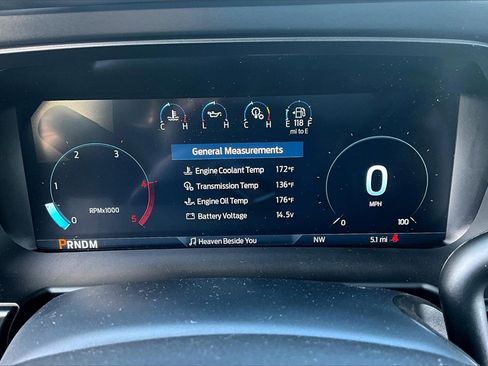 C H
L H
C H
E F
118
mi to E
General Measurements
Engine Coolant Temp 172°F
Transmission Temp 136°F
Engine Oil Temp 176°F
Battery Voltage 14.5v
0 1 2 3 4 5
RPMx1000
0
MPH
0 100
PRNDM
Heaven Beside You
NW
5.1 mi